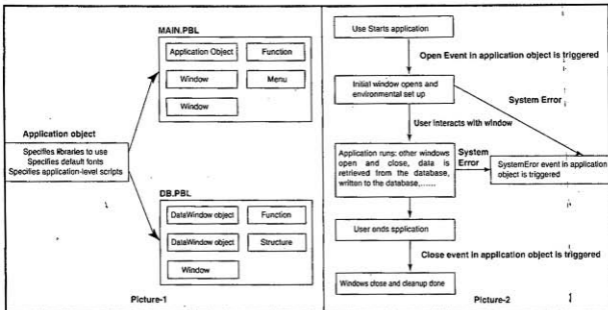 MAIN.PBL
Application Object
Function
Window
Menu
Window
Application object
Specifies libraries to use
Specifies default fonts
Specifies application-level scripts
DB.PBL
DataWindow object
Function
DataWindow object
Structure
Window
Picture-1
Use Starts application
Open Event in application object is triggered
Initial window opens and
environmental set up
System Error
User interacts with window
Application runs: other windows
open and close, data is
retrieved from the database,
written to the database,......
System
Error
SystemError event in application
object is triggered
User ends application
Close event in application object is triggered
Windows close and cleanup done
Picture-2